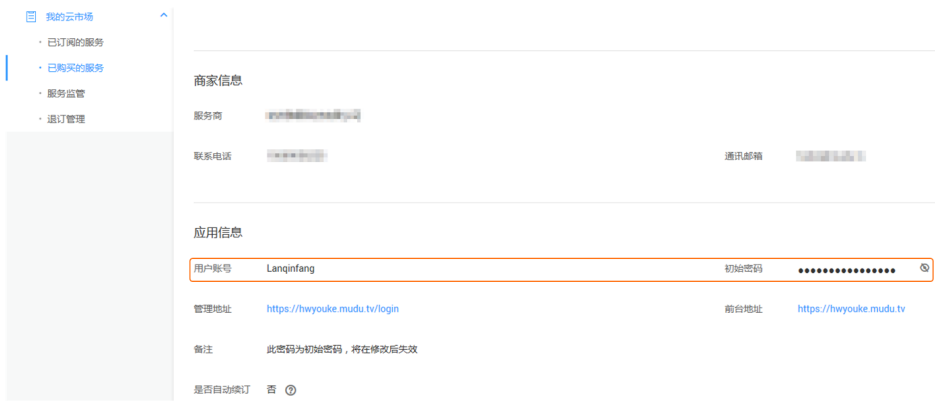 我的云市场
已订阅的服务
已购买的服务
服务监管
退订管理
商家信息
服务商
联系电话 通讯邮箱
应用信息
用户账号 Lanqinfang 初始密码 ••••••••••••••••
管理地址 https://hwyouke.mudu.tv/login 前台地址 https://hwyouke.mudu.tv
备注 此密码为初始密码，将在修改后失效
是否自动续订 否